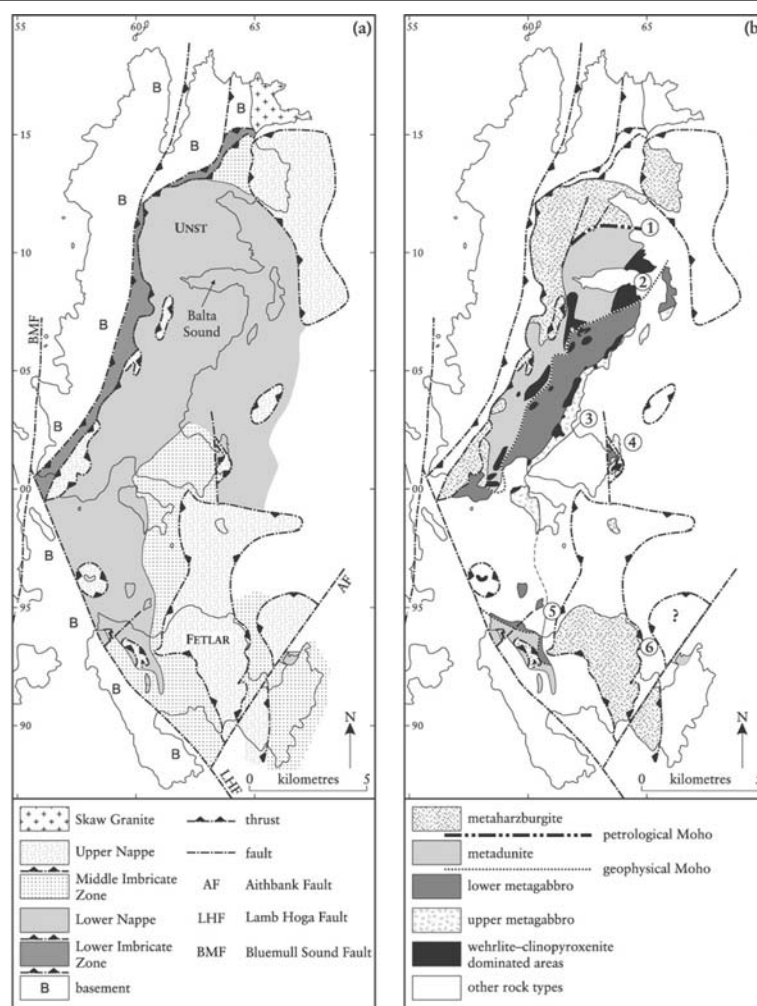 55
60
65
(a)
B
B
B
15
B
UNST
10
B
Balta
Sound
BMF
B
05
B
00
B
95
AF
B
FETLAR
B
90
B
N
0 kilometres 5
LHF
Skaw Granite
thrust
Upper Nappe
fault
Middle Imbricate
Zone
AF
Aithbank Fault
Lower Nappe
LHF
Lamb Hoga Fault
Lower Imbricate
Zone
BMF
Bluemull Sound Fault
B
basement
55
60
65
(b
15
1
10
2
05
3
4
00
95
5
?
6
90
N
0 kilometres 5
metaharzburgite
petrological Moho
metadunite
geophysical Moho
lower metagabbro
upper metagabbro
wehrlite–clinopyroxenite
dominated areas
other rock types